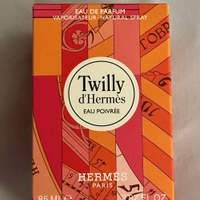 EAU DE PARFUM
VAPORISATEUR-NATURAL SPRAY
Twilly
d'Hermès
EAU POIVRÉE
HERMÈS
PARIS
85 ML
FL.OZ.